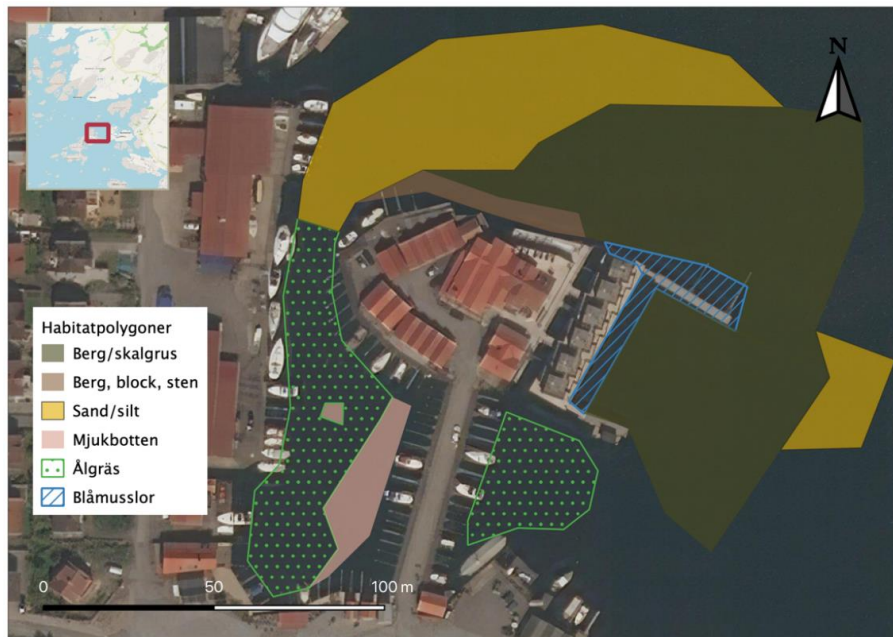 N
Habitatpolygoner
Berg/skalgrus
Berg, block, sten
Sand/silt
Mjukbotten
Ålgräs
Blåmusslor
0 50 100 m